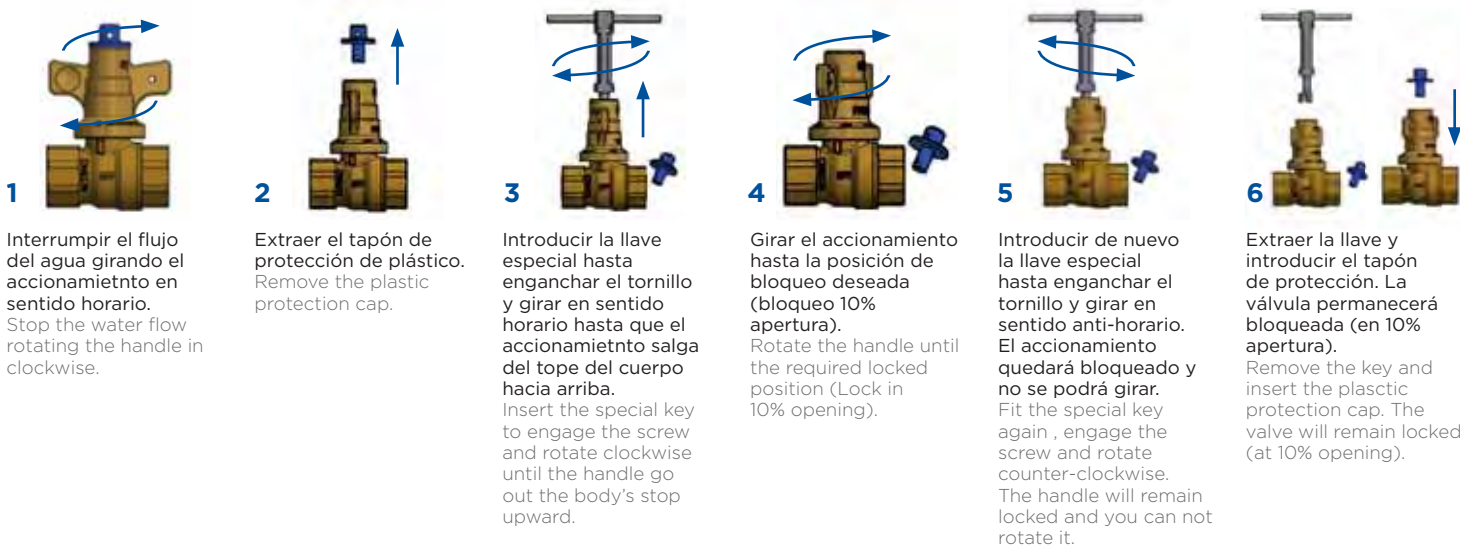 1
Interrumpir el flujo
del agua girando el
accionamietnto en
sentido horario.
Stop the water flow
rotating the handle in
clockwise.
2
Extraer el tapón de
protección de plástico.
Remove the plastic
protection cap.
3
Introducir la llave
especial hasta
enganchar el tornillo
y girar en sentido
horario hasta que el
accionamietnto salga
del tope del cuerpo
hacia arriba.
Insert the special key
to engage the screw
and rotate clockwise
until the handle go
out the body's stop
upward.
4
Girar el accionamiento
hasta la posición de
bloqueo deseada
(bloqueo 10%
apertura).
Rotate the handle until
the required locked
position (Lock in
10% opening).
5
Introducir de nuevo
la llave especial
hasta enganchar el
tornillo y girar en
sentido anti-horario.
El accionamiento
quedará bloqueado y
no se podrá girar.
Fit the special key
again , engage the
screw and rotate
counter-clockwise.
The handle will remain
locked and you can not
rotate it.
6
Extraer la llave y
introducir el tapón
de protección. La
válvula permanecerá
bloqueada (en 10%
apertura).
Remove the key and
insert the plasctic
protection cap. The
valve will remain locked
(at 10% opening).